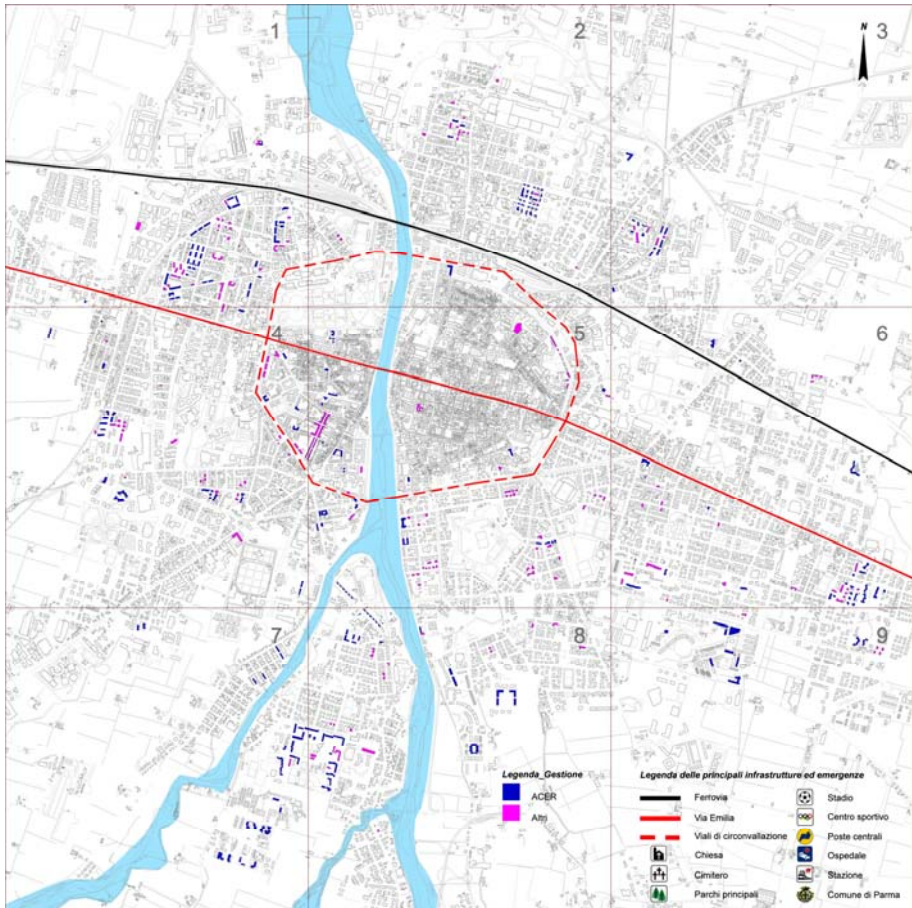 1
2
3
N
4
5
6
7
8
9
Legenda_Gestione
ACER
Altri
Legenda delle principali infrastrutture ed emergenze
Ferrovia
Via Emilia
Viali di circonvallazione
Chiesa
Cimitero
Parchi principali
Stadio
Centro sportivo
Poste centrali
Ospedale
Stazione
Comune di Parma